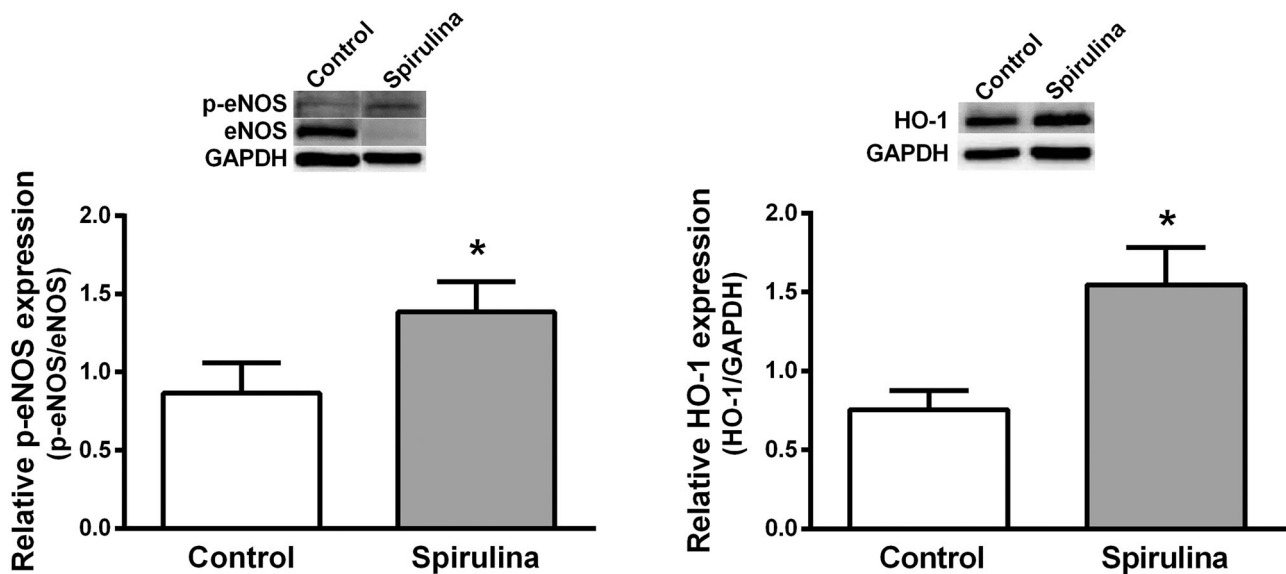 Control Spirulina
p-eNOS
eNOS
GAPDH
Relative p-eNOS expression
(p-eNOS/eNOS)
2.0
1.5
1.0
0.5
0.0
*
Control Spirulina
Control Spirulina
HO-1
GAPDH
Relative HO-1 expression
(HO-1/GAPDH)
2.0
1.5
1.0
0.5
0.0
*
Control Spirulina